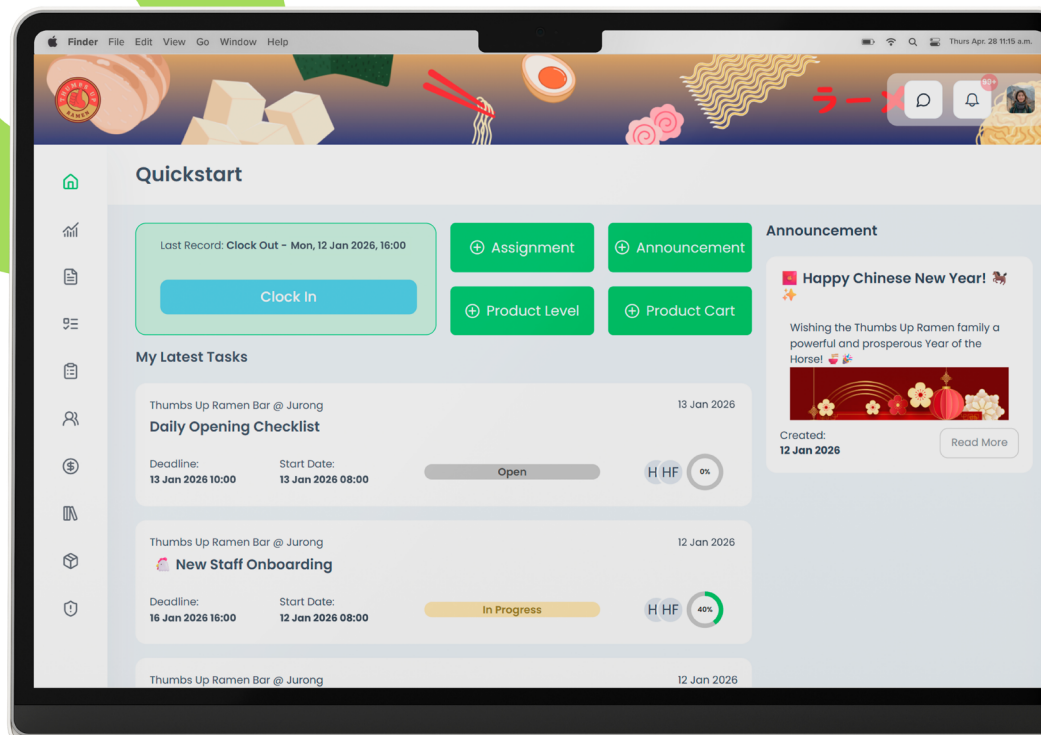 Finder File Edit View Go Window Help
Thurs Apr. 28 11:15 a.m.
THUMBS UP
RAMEN
ラーメ
90+
Quickstart
Last Record: Clock Out - Mon, 12 Jan 2026, 16:00
Clock In
Assignment
Announcement
Product Level
Product Cart
My Latest Tasks
Thumbs Up Ramen Bar @ Jurong
13 Jan 2026
Daily Opening Checklist
Deadline:
13 Jan 2026 10:00
Start Date:
13 Jan 2026 08:00
Open
H HF
0%
Thumbs Up Ramen Bar @ Jurong
12 Jan 2026
New Staff Onboarding
Deadline:
16 Jan 2026 16:00
Start Date:
12 Jan 2026 08:00
In Progress
H HF
40%
Thumbs Up Ramen Bar @ Jurong
12 Jan 2026
Announcement
Happy Chinese New Year!
Wishing the Thumbs Up Ramen family a
powerful and prosperous Year of the
Horse!
Created:
12 Jan 2026
Read More